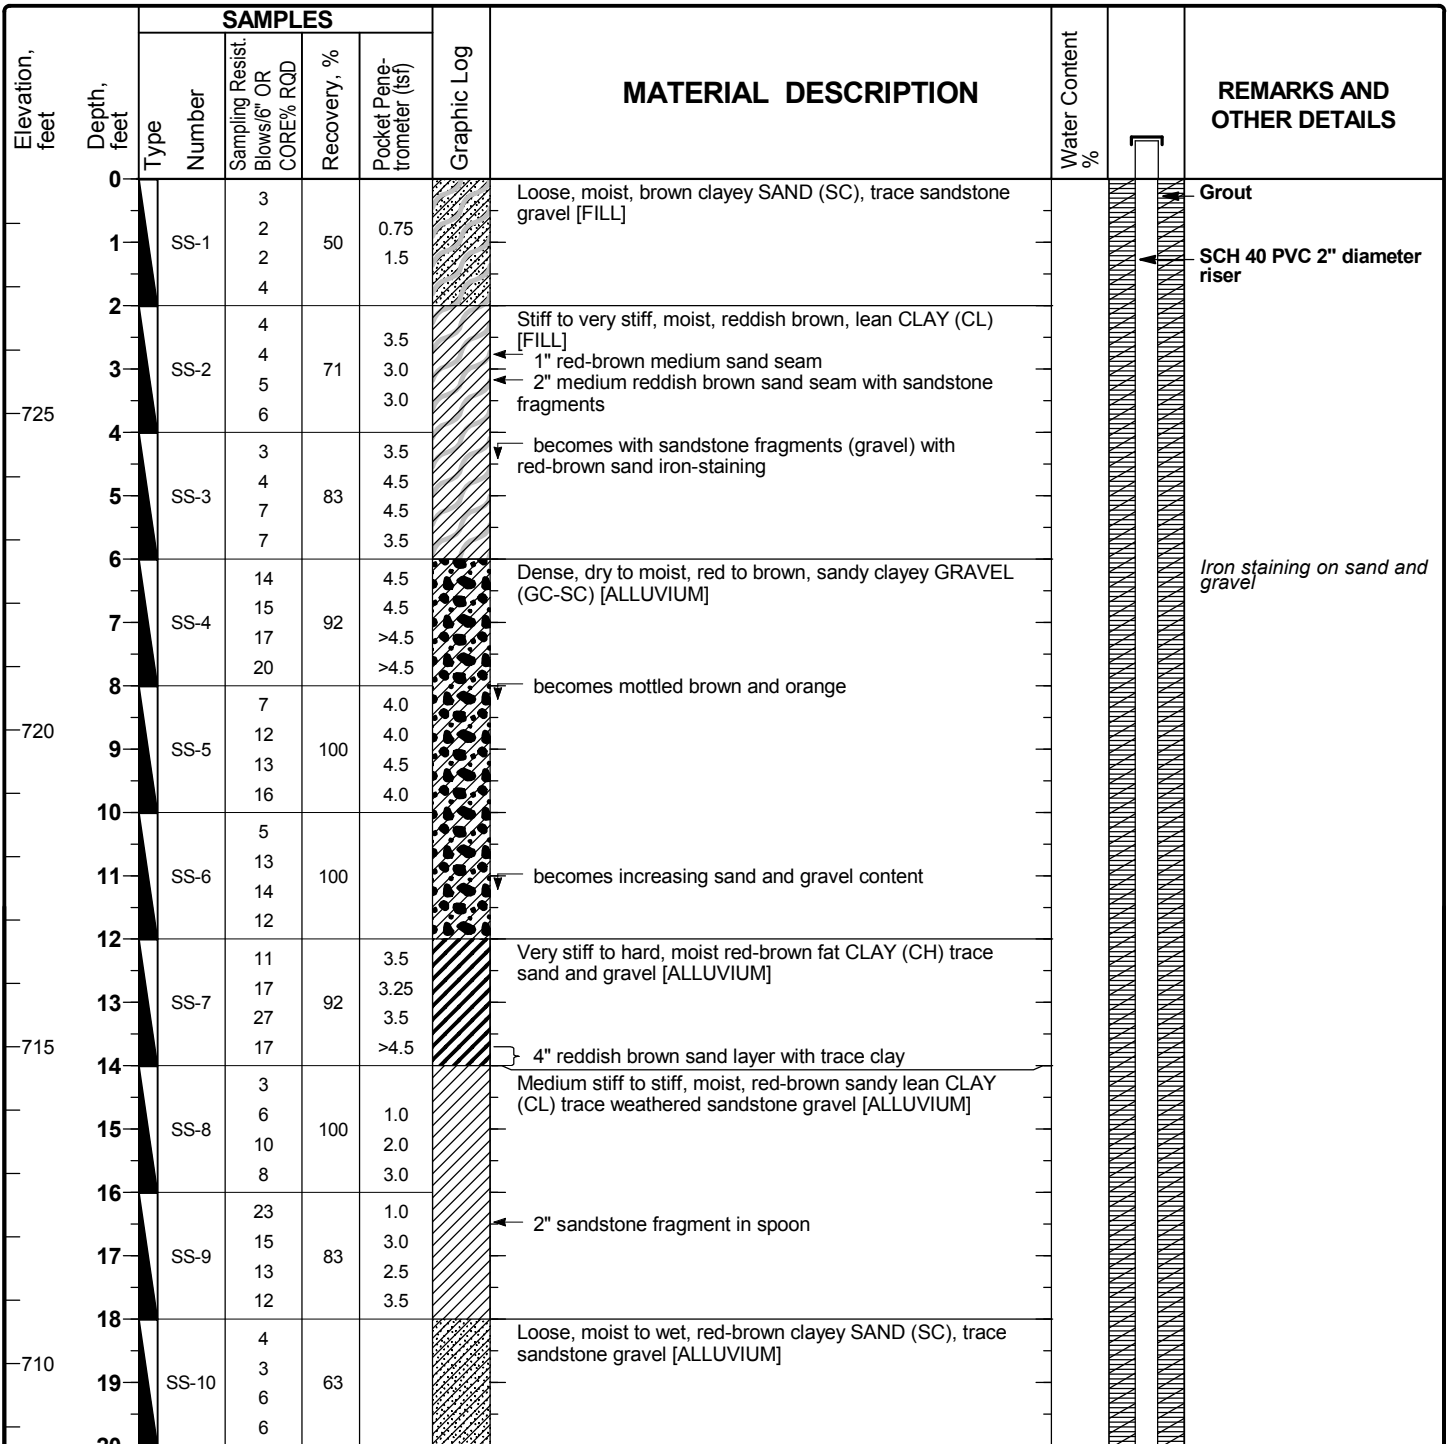 SAMPLES
Elevation, feet
Depth, feet
Type
Number
Sampling Resist. Blows/6" OR CORE% RQD
Recovery, %
Pocket Pene-trometer (tsf)
Graphic Log
MATERIAL DESCRIPTION
Water Content %
REMARKS AND
OTHER DETAILS
0
3
Loose, moist, brown clayey SAND (SC), trace sandstone
gravel [FILL]
Grout
2 0.75
1 SS-1 50
2 1.5
SCH 40 PVC 2" diameter
riser
4
2
4
Stiff to very stiff, moist, reddish brown, lean CLAY (CL)
[FILL]
3.5
4
1" red-brown medium sand seam
3 SS-2 71 3.0
5
2" medium reddish brown sand seam with sandstone
fragments
3.0
725
6
4
3 3.5
becomes with sandstone fragments (gravel) with
red-brown sand iron-staining
4 4.5
5 SS-3 83
7 4.5
7 3.5
6
14 4.5
Dense, dry to moist, red to brown, sandy clayey GRAVEL
(GC-SC) [ALLUVIUM]
Iron staining on sand and
gravel
15 4.5
7 SS-4 92
17 >4.5
20 >4.5
8
becomes mottled brown and orange
7 4.0
720
12 4.0
9 SS-5 100
13 4.5
16 4.0
10
5
13
11 SS-6 100
becomes increasing sand and gravel content
14
12
12
11 3.5
Very stiff to hard, moist red-brown fat CLAY (CH) trace
sand and gravel [ALLUVIUM]
17 3.25
13 SS-7 92
27 3.5
715
17 >4.5
4" reddish brown sand layer with trace clay
14
3
Medium stiff to stiff, moist, red-brown sandy lean CLAY
(CL) trace weathered sandstone gravel [ALLUVIUM]
6 1.0
15 SS-8 100
10 2.0
8 3.0
16
23 1.0
2" sandstone fragment in spoon
15 3.0
17 SS-9 83
13 2.5
12 3.5
18
4
Loose, moist to wet, red-brown clayey SAND (SC), trace
sandstone gravel [ALLUVIUM]
710
3
19 SS-10 63
6
6
20